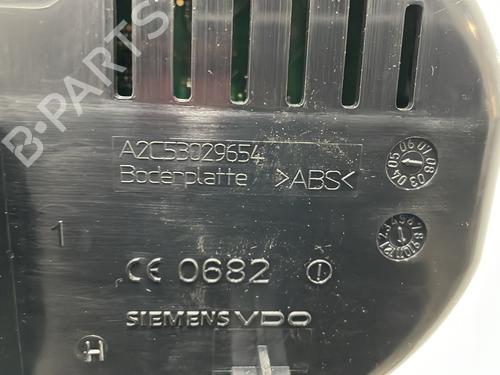 B-PARTS
A2C53029654
Boderplatte >ABS<
1
CE 0682
SIEMENS VDO
H